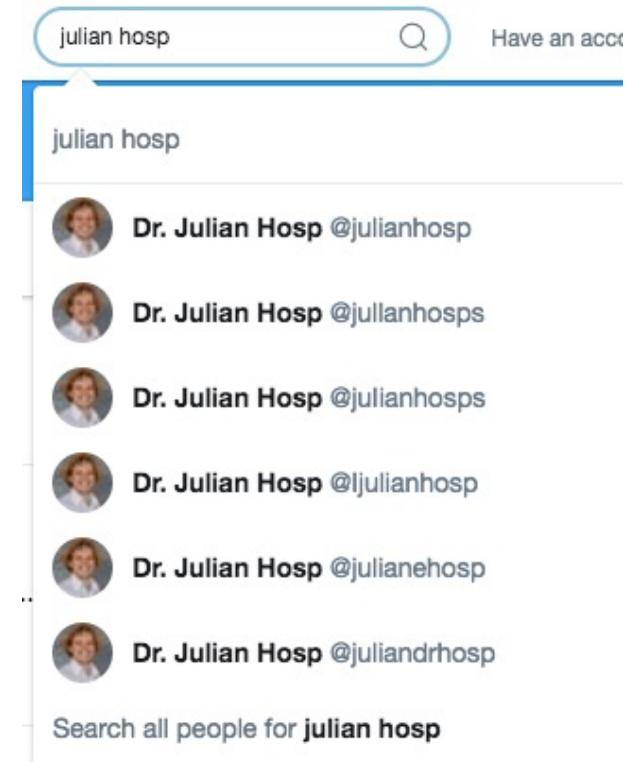 julian hosp
Have an acco
julian hosp
Dr. Julian Hosp @julianhosp
Dr. Julian Hosp @jullanhosps
Dr. Julian Hosp @julianhosps
Dr. Julian Hosp @ljulianhosp
Dr. Julian Hosp @julianehosp
Dr. Julian Hosp @juliandrhosp
Search all people for julian hosp